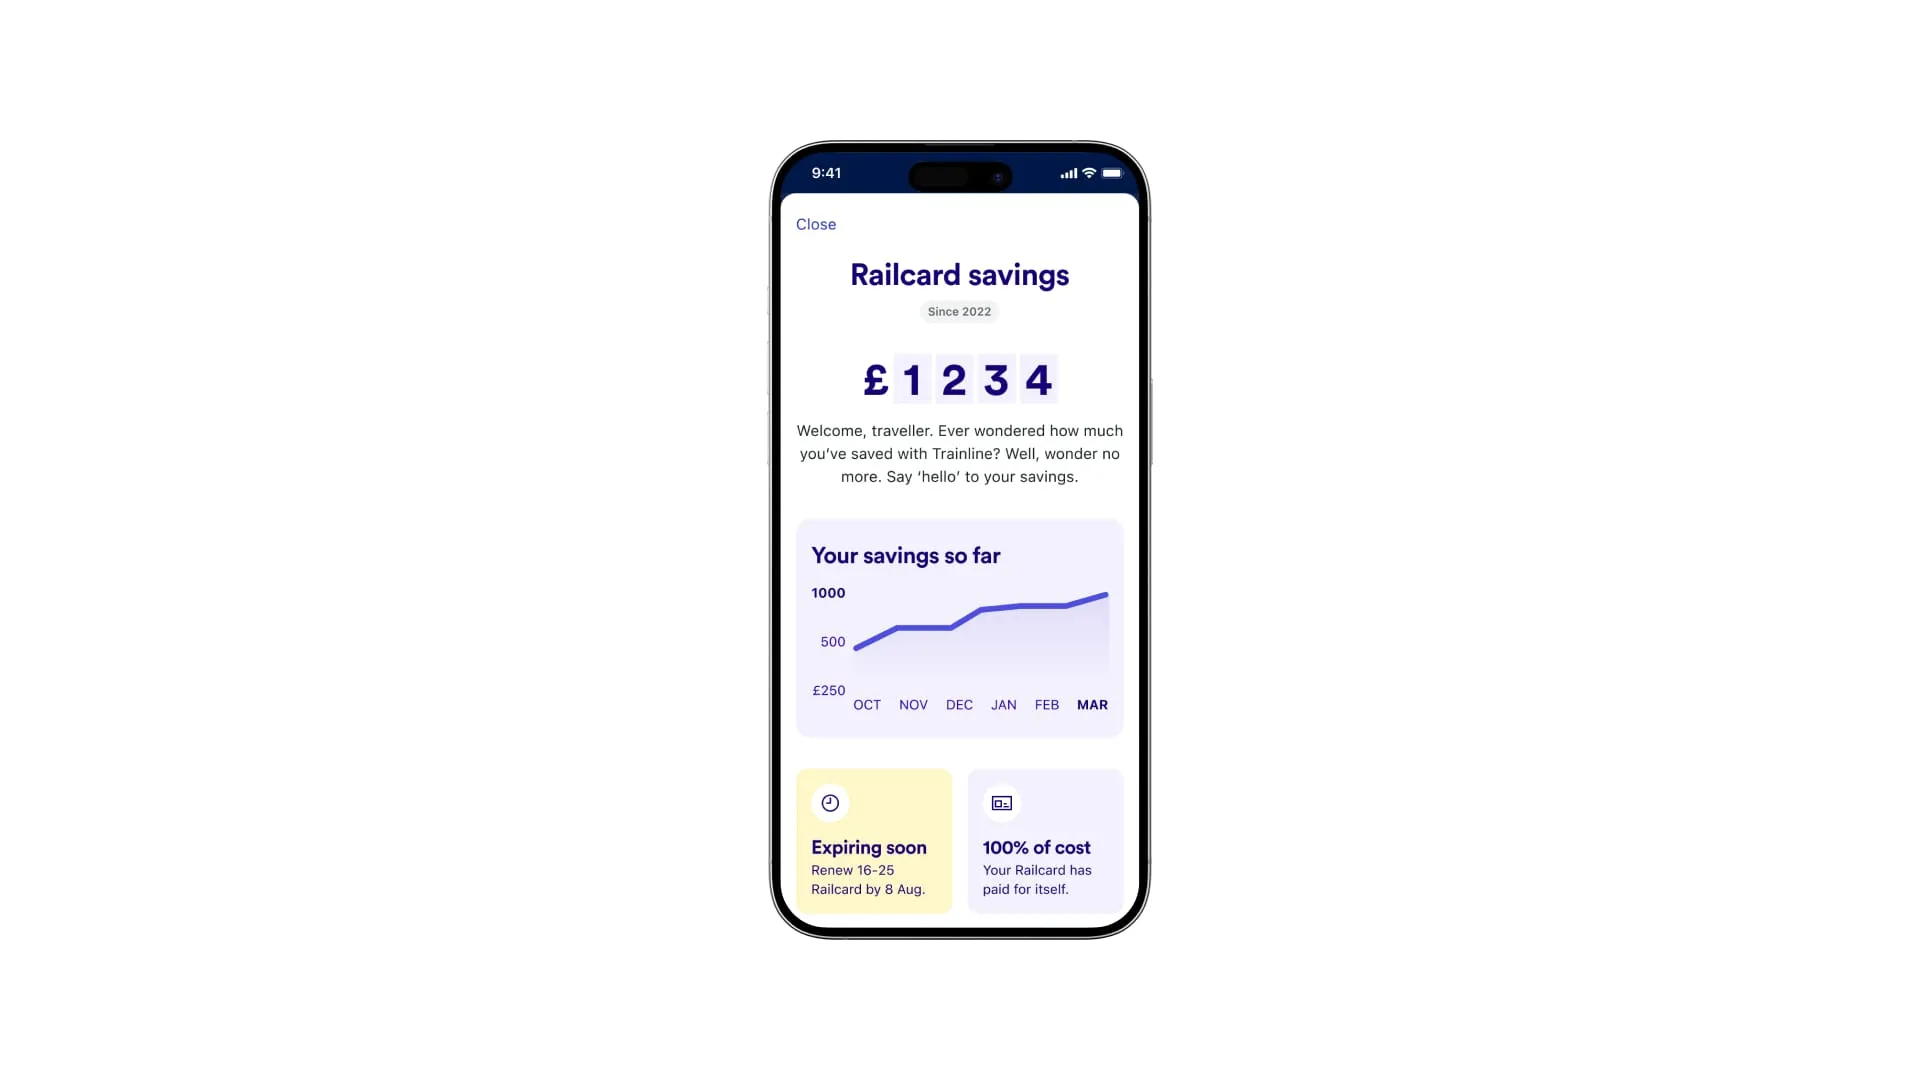 9:41
Close
Railcard savings
Since 2022
£1234
Welcome, traveller. Ever wondered how much
you’ve saved with Trainline? Well, wonder no
more. Say ‘hello’ to your savings.
Your savings so far
1000
500
£250
OCT NOV DEC JAN FEB MAR
Expiring soon
Renew 16-25
Railcard by 8 Aug.
100% of cost
Your Railcard has
paid for itself.